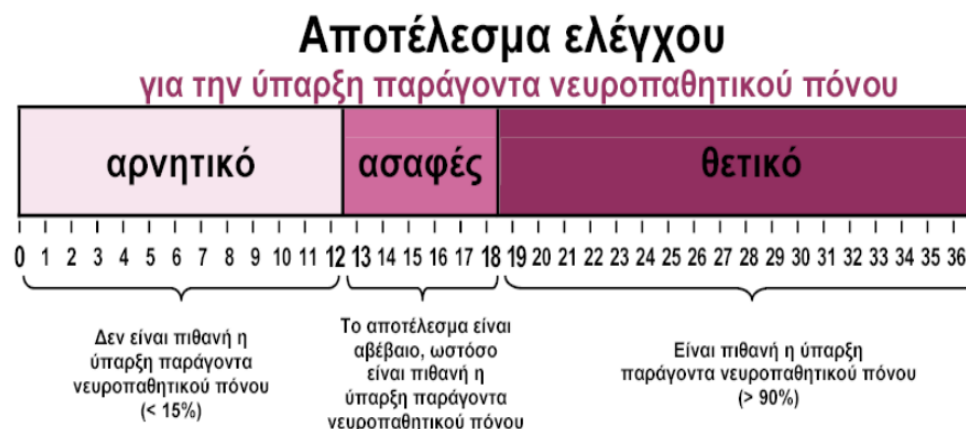 Αποτέλεσμα ελέγχου
για την ύπαρξη παράγοντα νευροπαθητικού πόνου
αρνητικό ασαφές θετικό
0 1 2 3 4 5 6 7 8 9 10 11 12 13 14 15 16 17 18 19 20 21 22 23 24 25 26 27 28 29 30 31 32 33 34 35 36
Δεν είναι πιθανή η
ύπαρξη παράγοντα
νευροπαθητικού πόνου
(< 15%)
Το αποτέλεσμα είναι
αβέβαιο, ωστόσο
είναι πιθανή η
ύπαρξη παράγοντα
νευροπαθητικού πόνου
Είναι πιθανή η ύπαρξη
παράγοντα νευροπαθητικού πόνου
(> 90%)